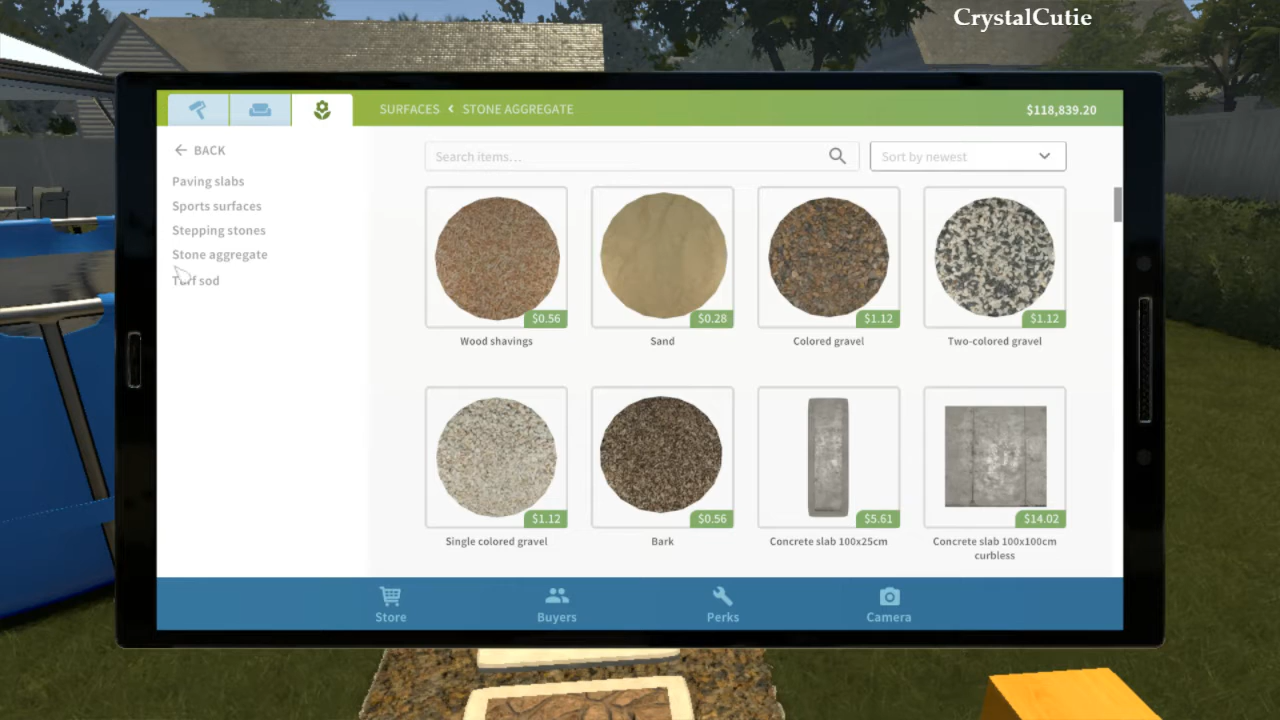 CrystalCutie
SURFACES < STONE AGGREGATE
$118,839.20
BACK
Search items...
Sort by newest
Paving slabs
Sports surfaces
Stepping stones
Stone aggregate
Turf sod
$0.56
$0.28
$1.12
$1.12
Wood shavings
Sand
Colored gravel
Two-colored gravel
$1.12
$0.56
$5.61
$14.02
Single colored gravel
Bark
Concrete slab 100x25cm
Concrete slab 100x100cm
curbless
Store
Buyers
Perks
Camera